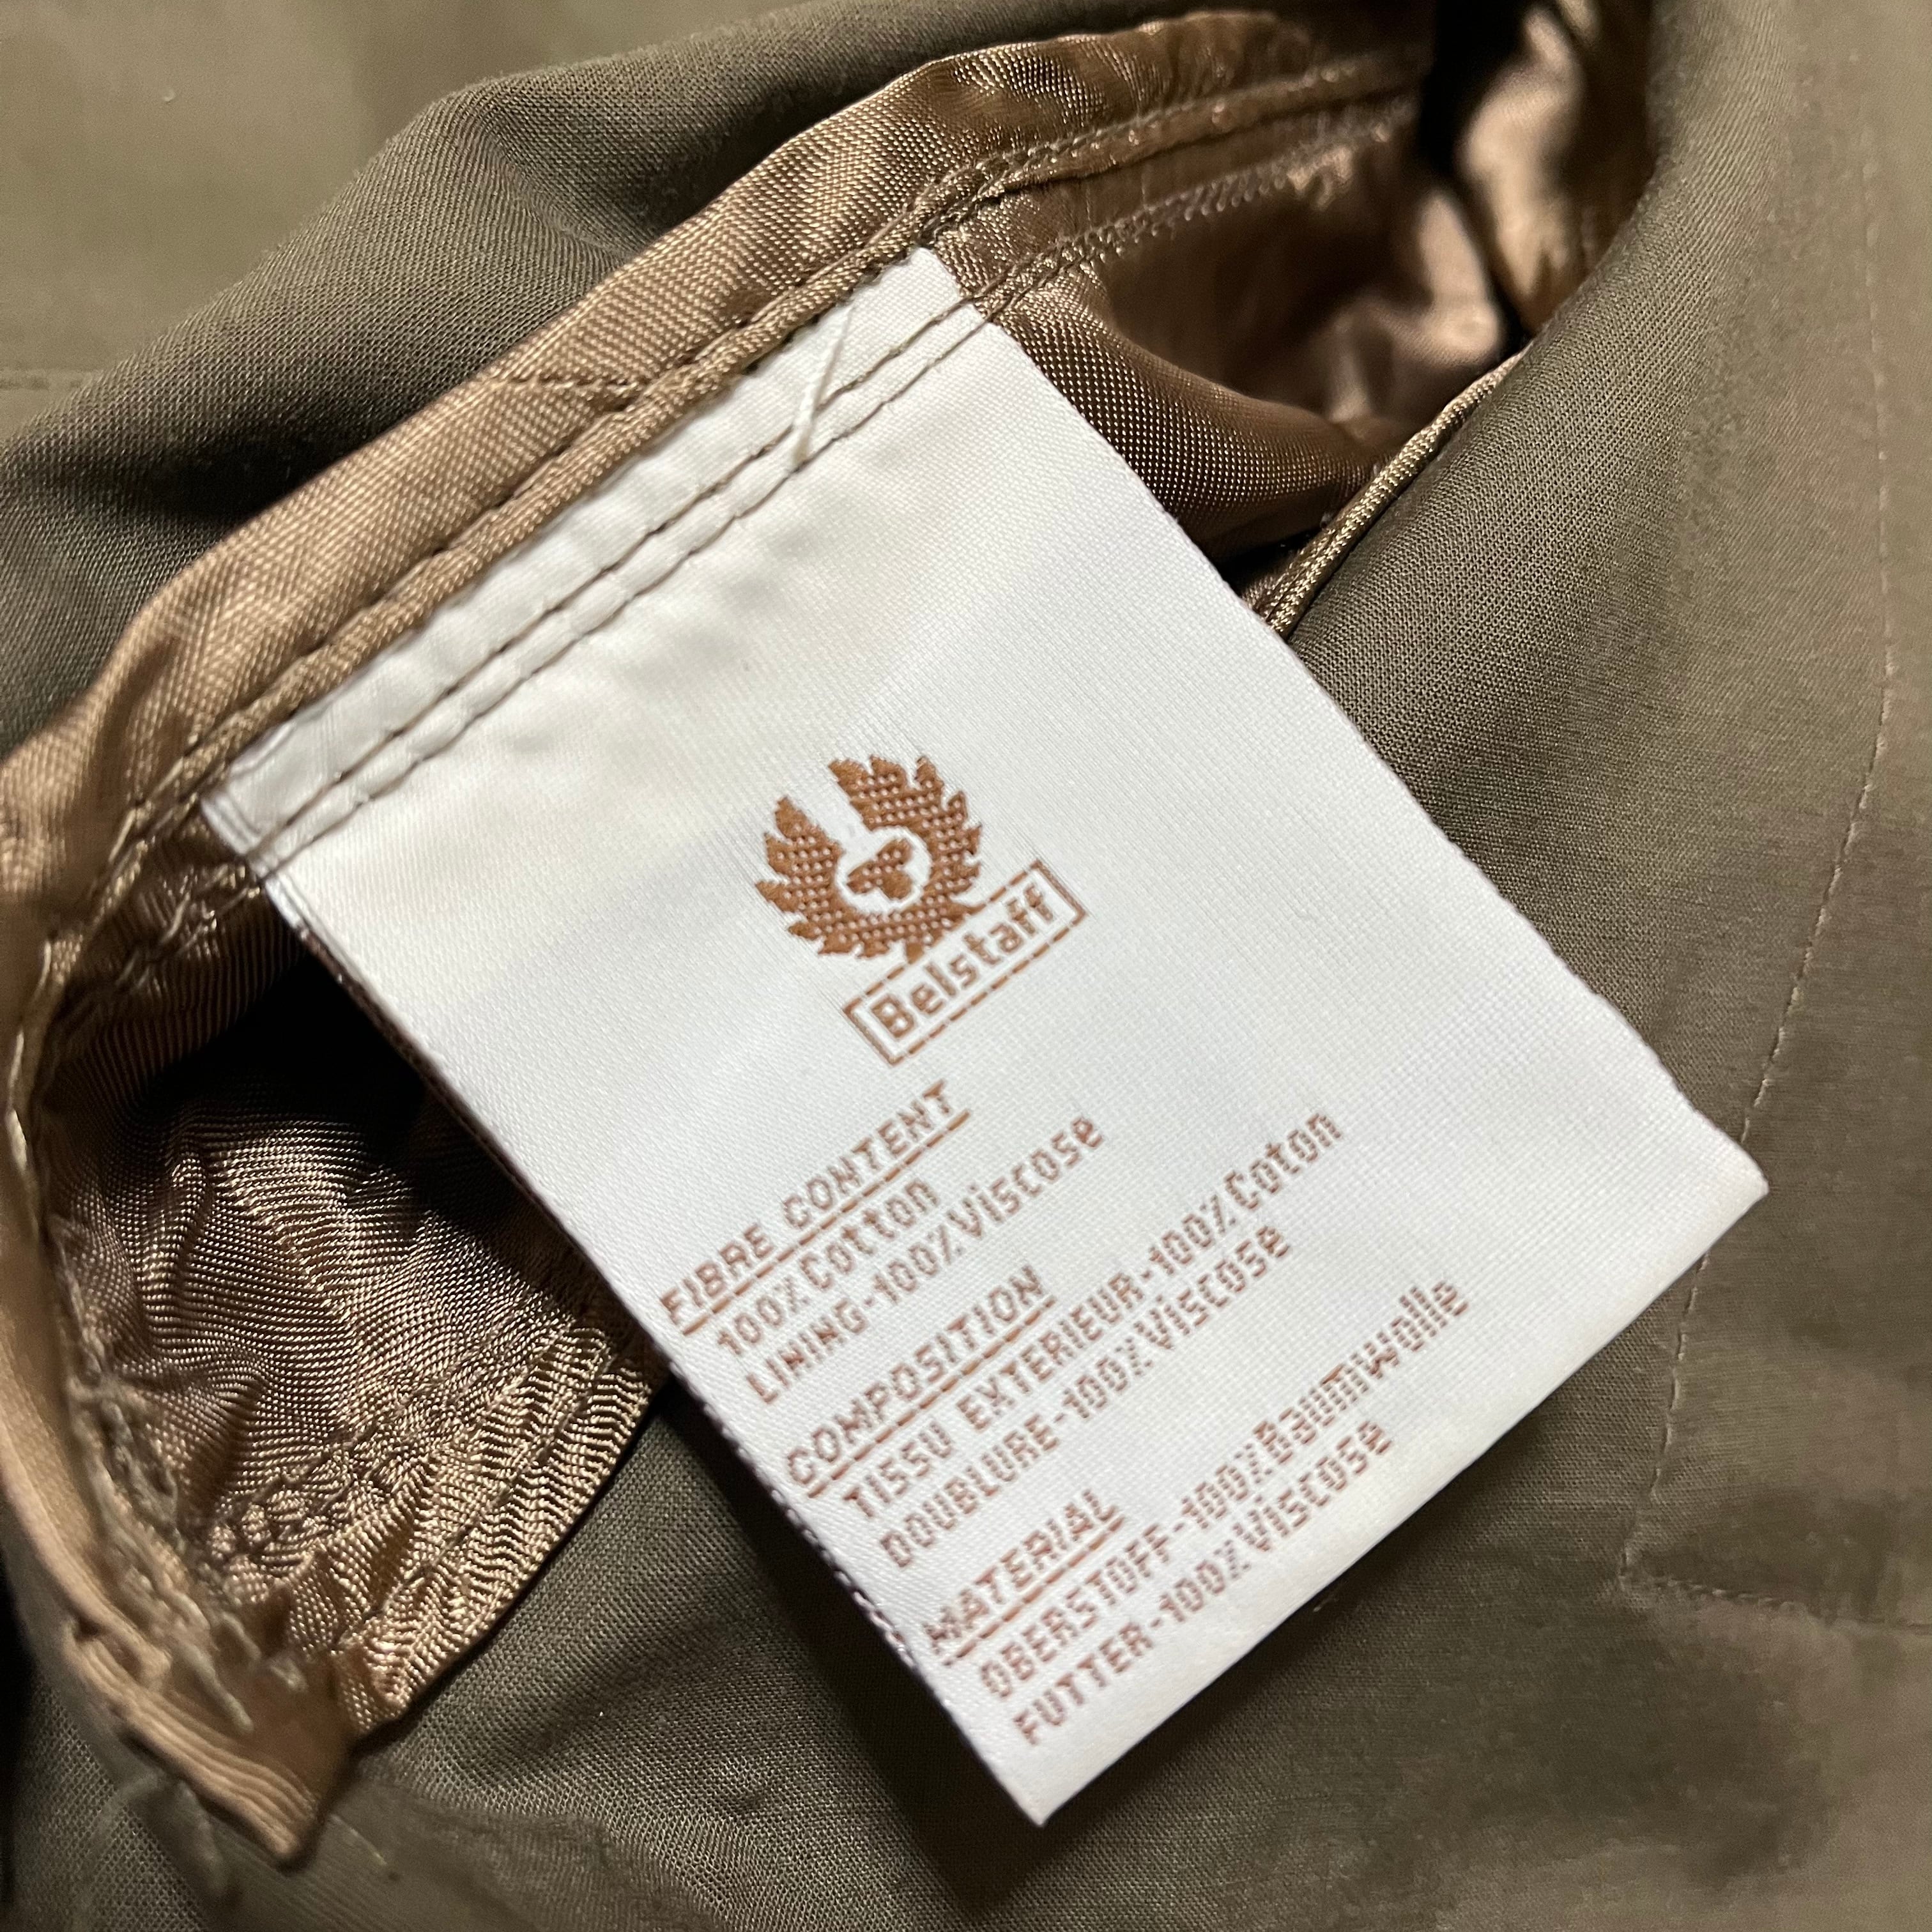 Belstaff
FIBRE CONTENT
100% Cotton
LINING-100% Viscose
COMPOSITION
TISSU EXTERIEUR-100% Coton
DOUBLURE-100% Viscose
MATERIAL
OBERSTOFF-100% Baumwolle
FUTTER-100% Viscose